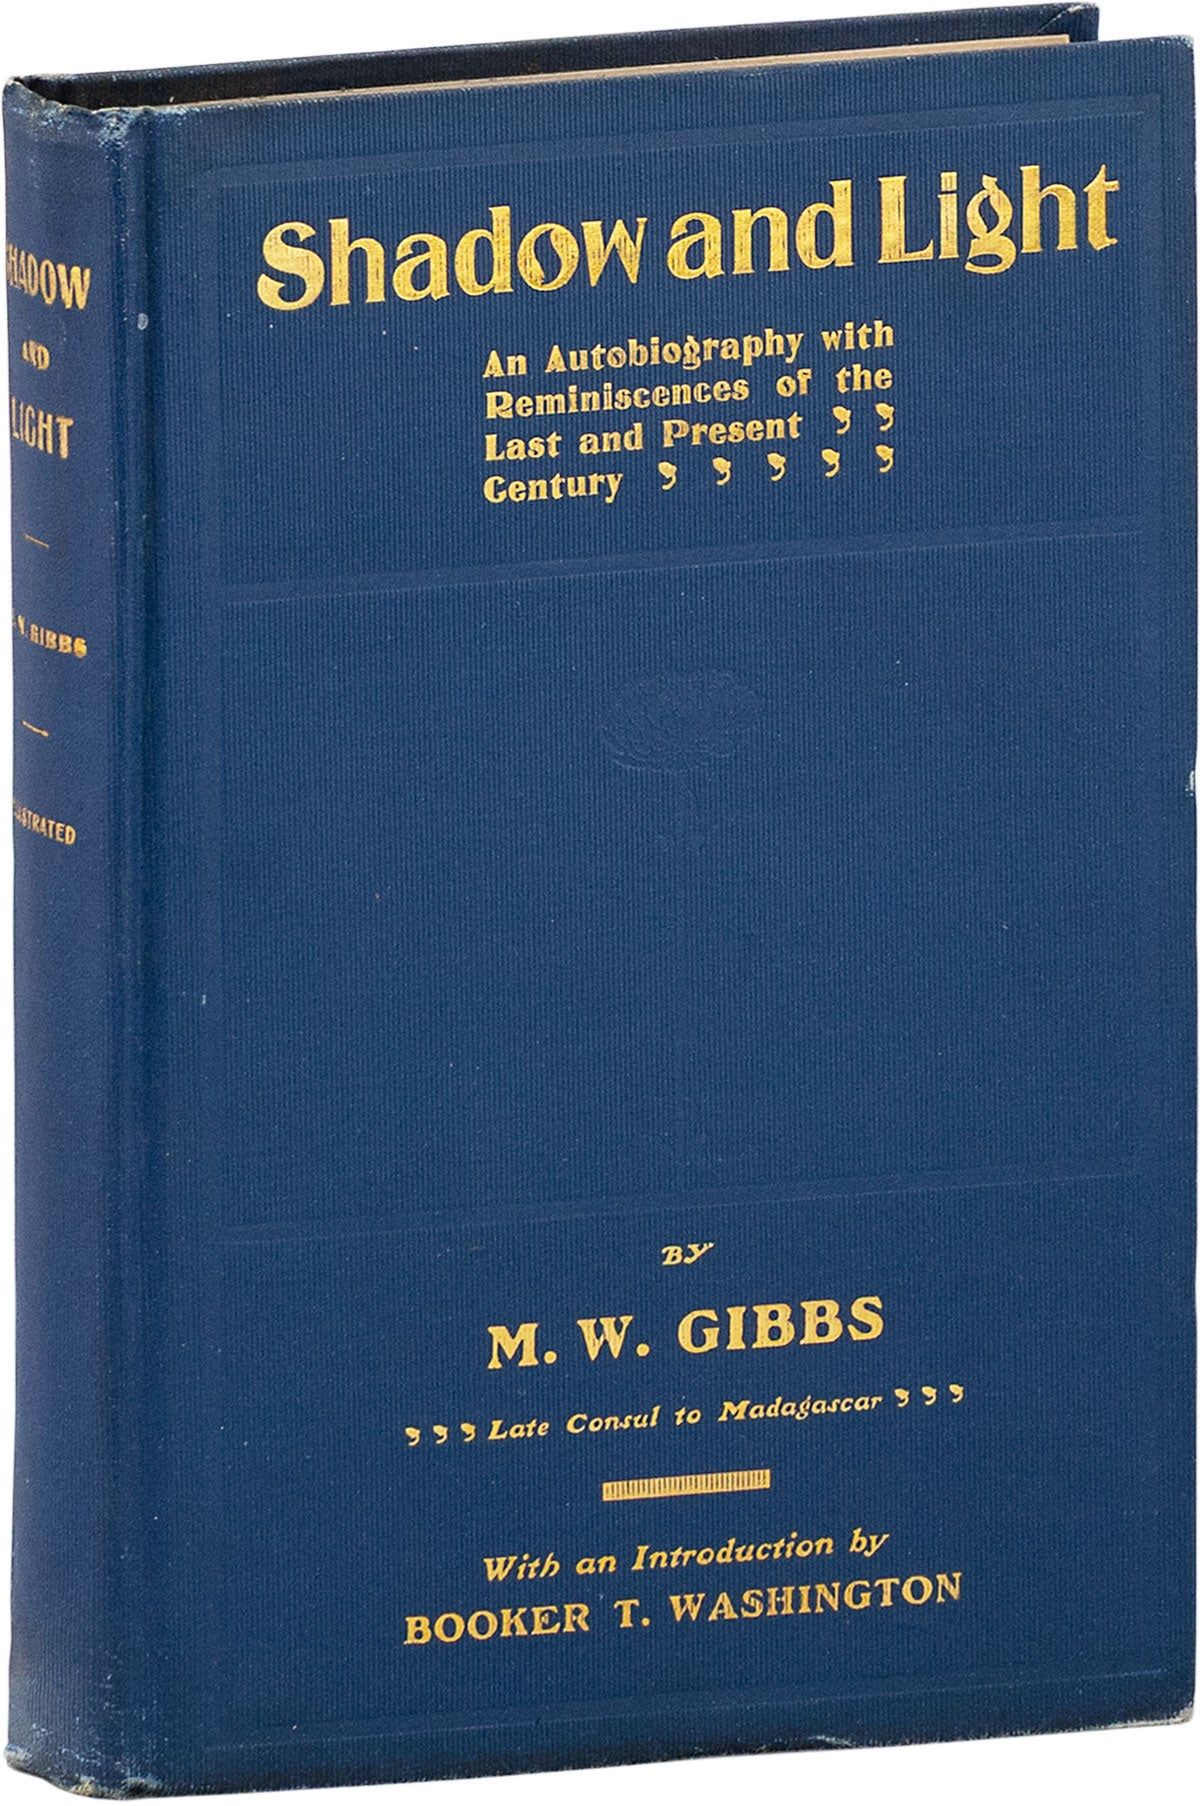 Shadow and Light
An Autobiography with
Reminiscences of the
Last and Present
Century
BY
M. W. GIBBS
Late Consul to Madagascar
With an Introduction by
BOOKER T. WASHINGTON
SHADOW
AND
LIGHT
GIBBS
ILLUSTRATED